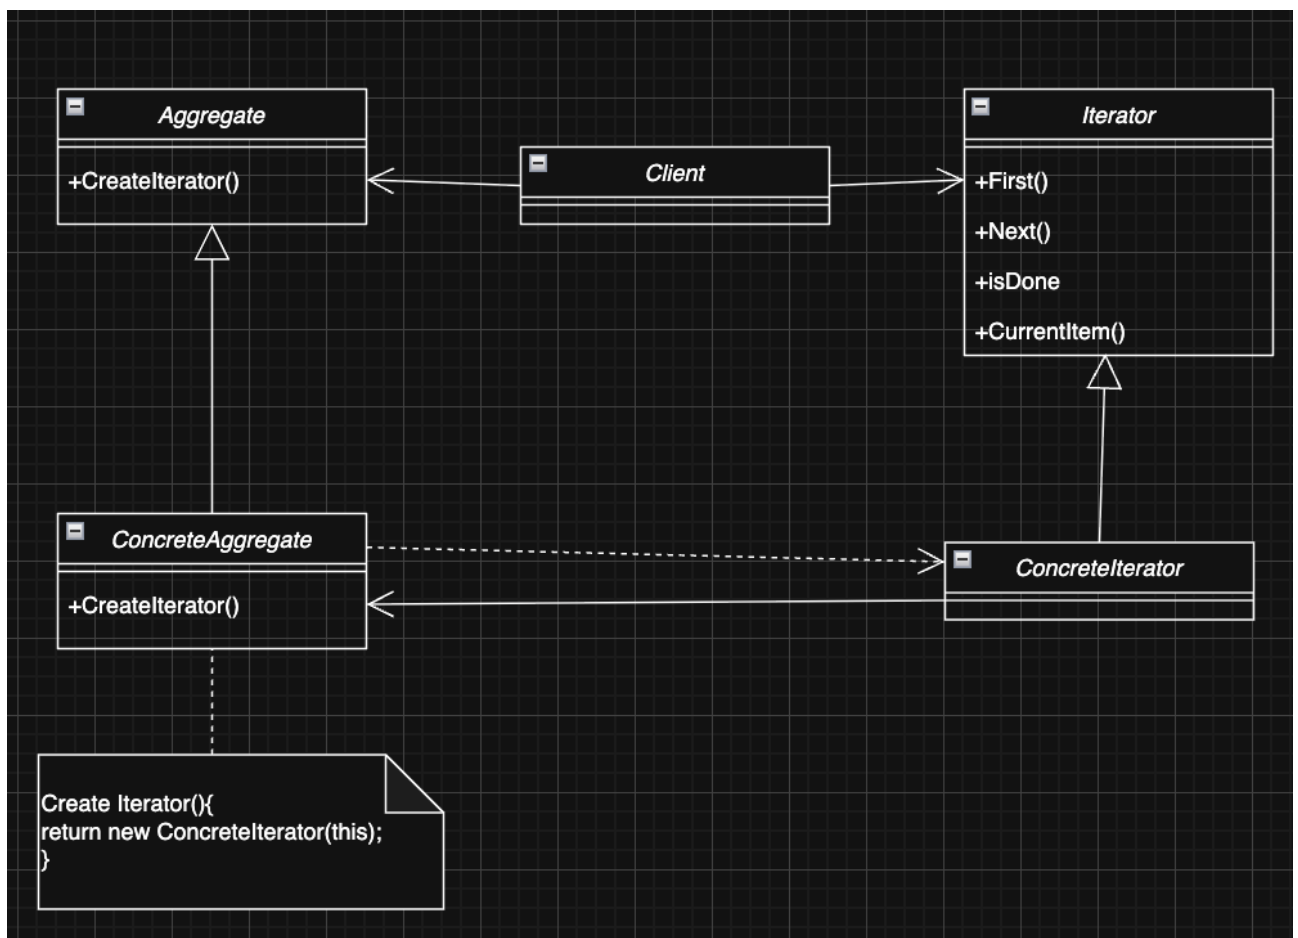 Aggregate
+CreateIterator()
Client
Iterator
+First()
+Next()
+isDone
+CurrentItem()
ConcreteAggregate
+CreateIterator()
ConcreteIterator
Create Iterator(){
return new ConcreteIterator(this);
}